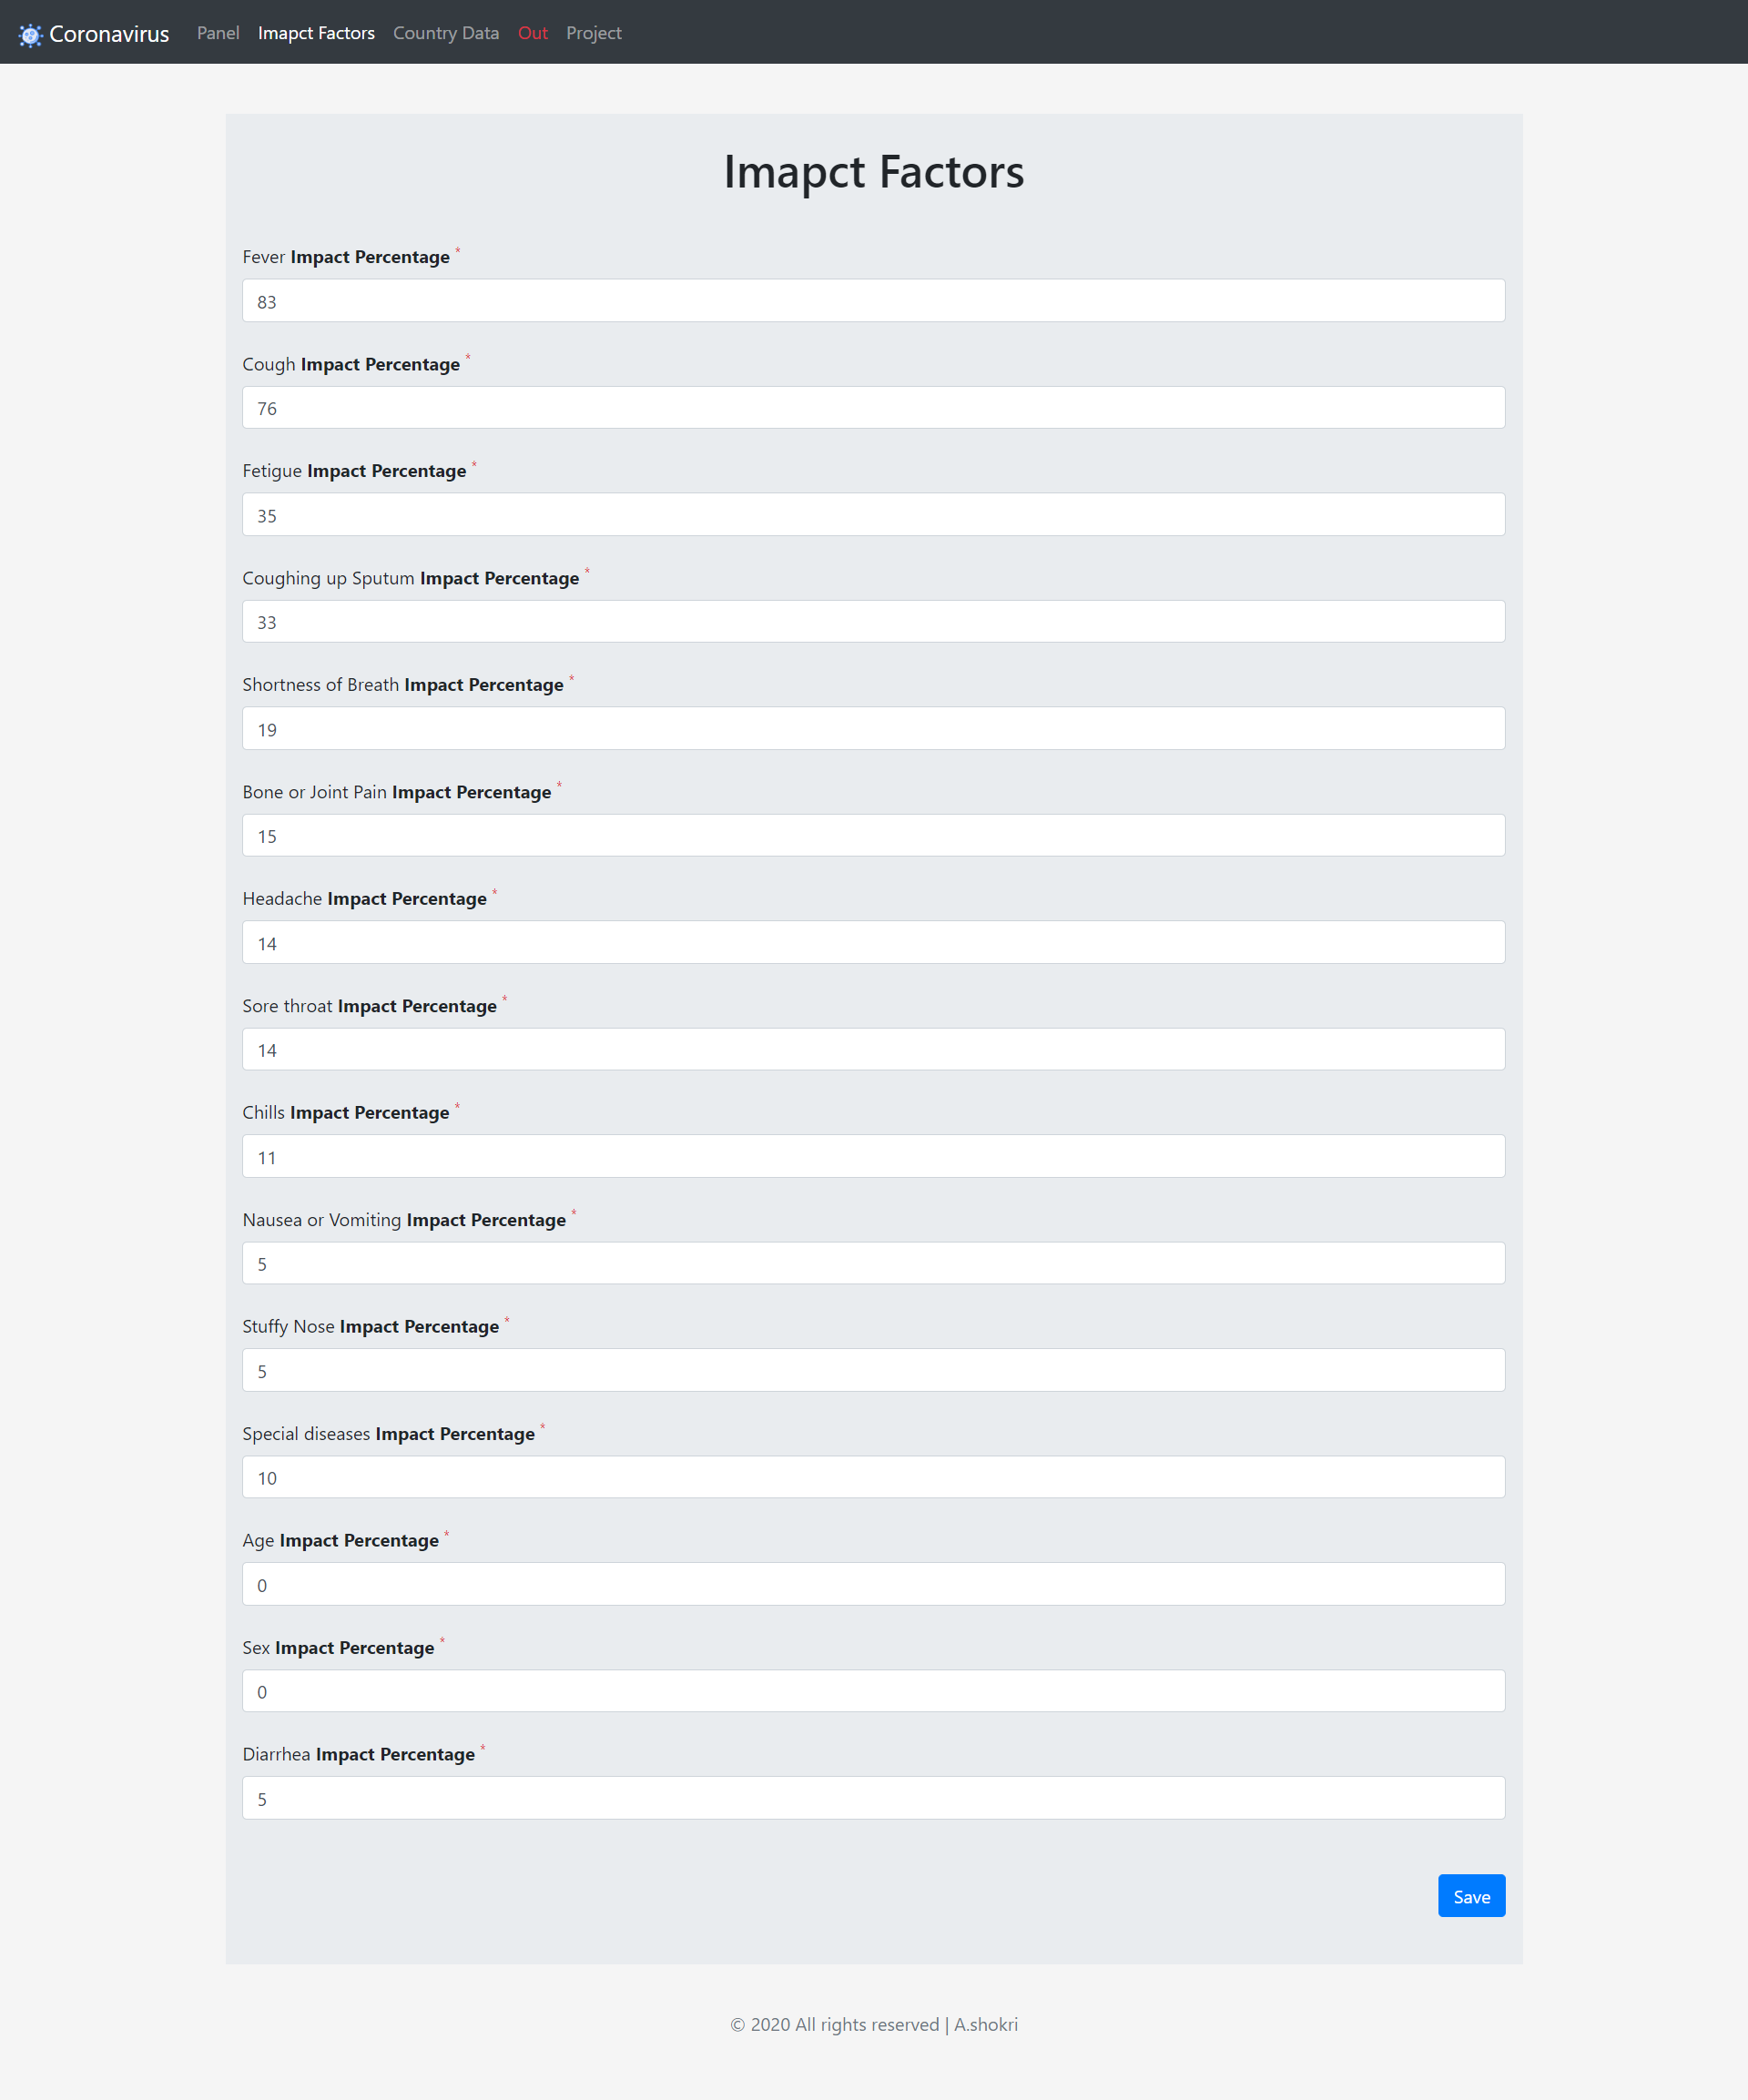 Coronavirus Panel Imapct Factors Country Data Out Project
Imapct Factors
Fever Impact Percentage *
83
Cough Impact Percentage *
76
Fetigue Impact Percentage *
35
Coughing up Sputum Impact Percentage *
33
Shortness of Breath Impact Percentage *
19
Bone or Joint Pain Impact Percentage *
15
Headache Impact Percentage *
14
Sore throat Impact Percentage *
14
Chills Impact Percentage *
11
Nausea or Vomiting Impact Percentage *
5
Stuffy Nose Impact Percentage *
5
Special diseases Impact Percentage *
10
Age Impact Percentage *
0
Sex Impact Percentage *
0
Diarrhea Impact Percentage *
5
Save
© 2020 All rights reserved | A.shokri